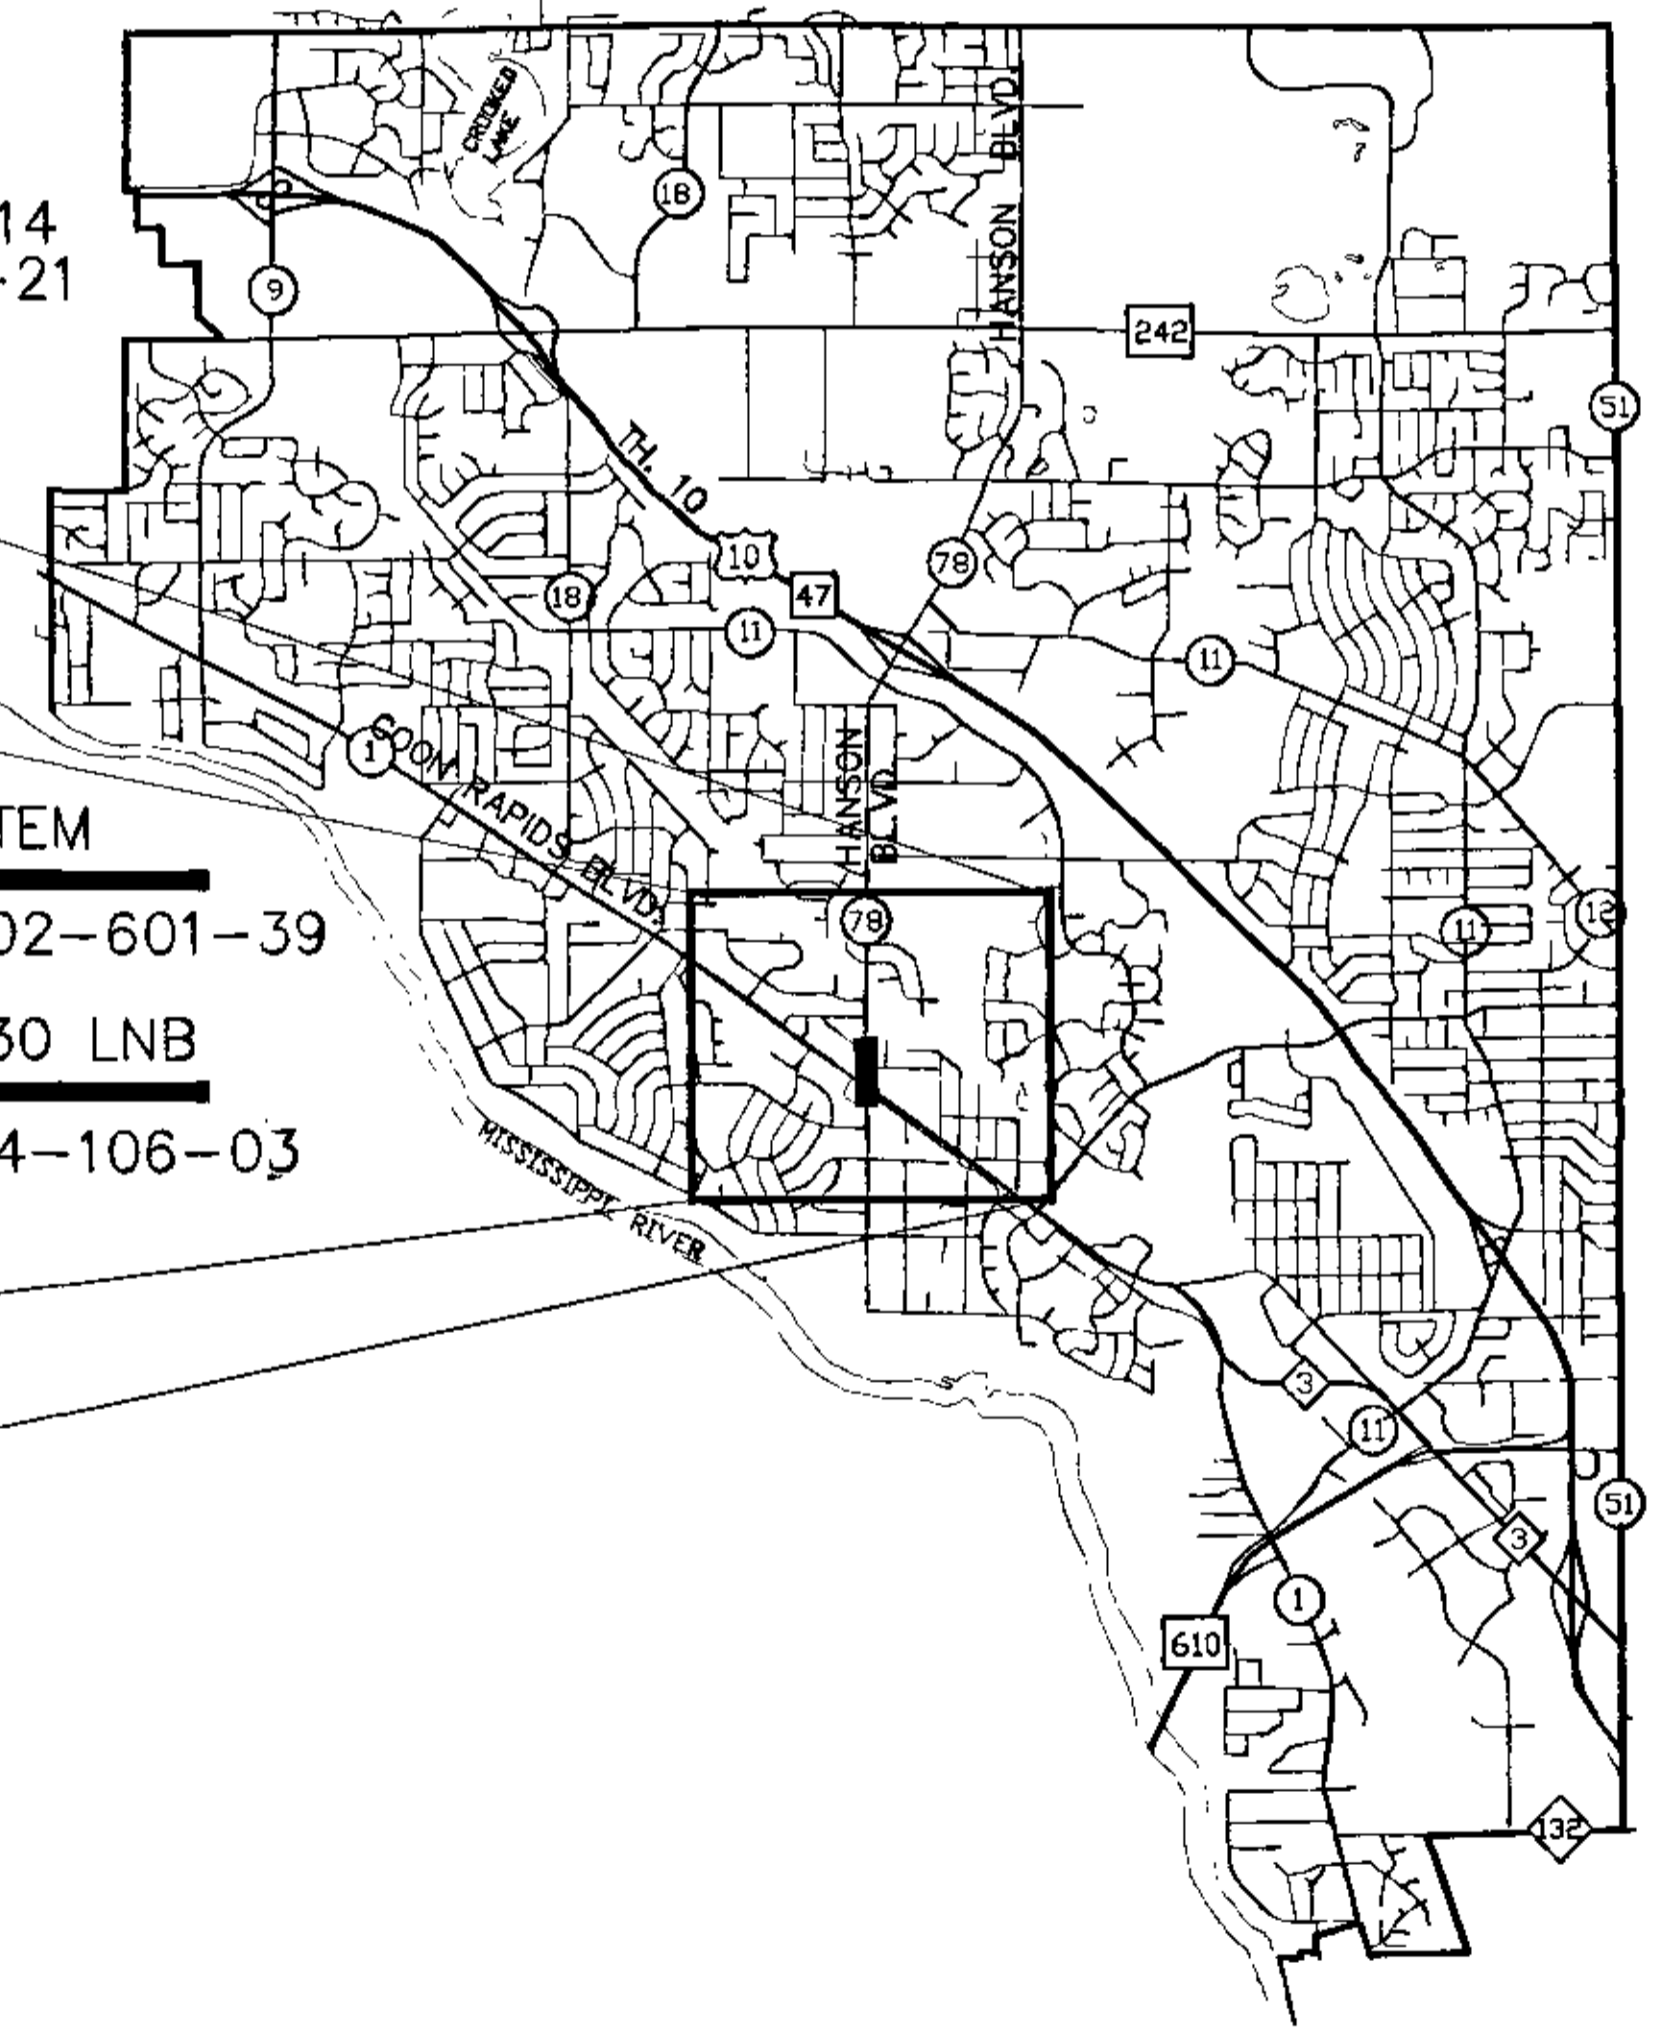 CROOKED
LAKE
HANSON BLVD.
18
14
-21
9
242
51
TH. 10
10
47
78
18
11
11
1
COON RAPIDS BLVD.
HANSON
BLVD
TEM
02-601-39
78
11
12
30 LNB
4-106-03
MISSISSIPPI RIVER
3
11
51
3
1
610
132